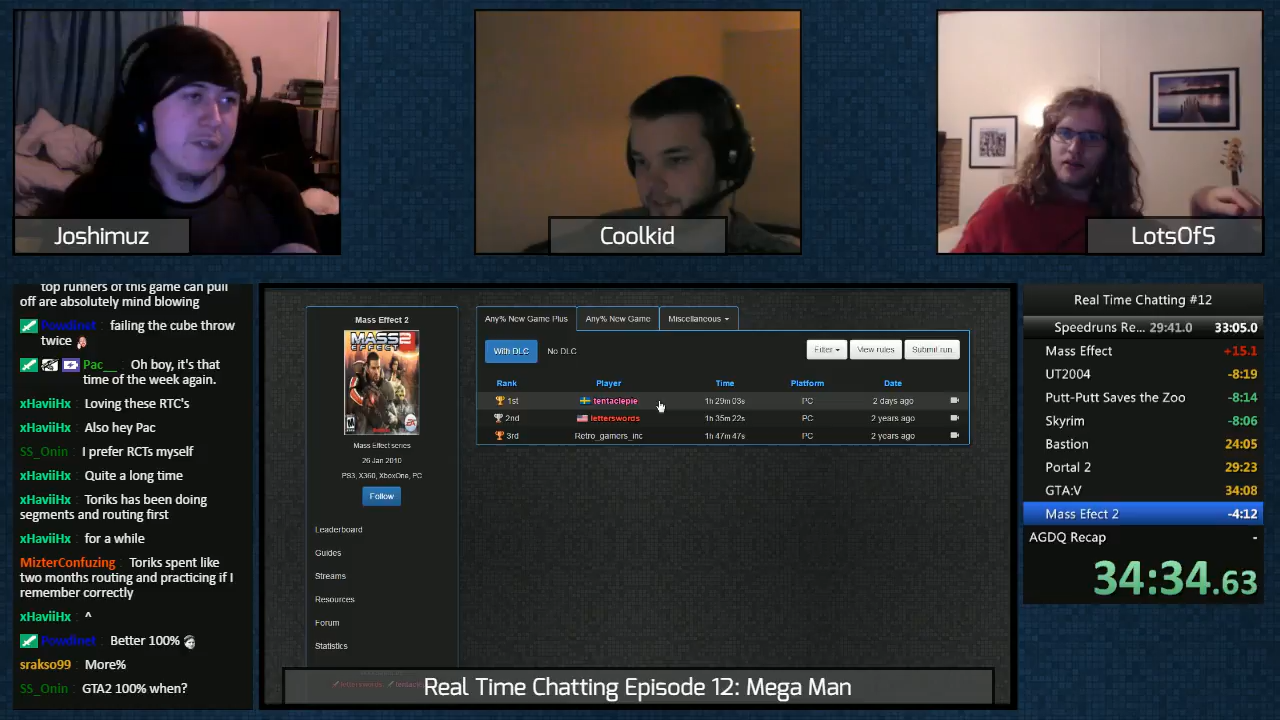 Joshimuz
Coolkid
LotsOfS
top runners of this game can pull
off are absolutely mind blowing
Powdinet : failing the cube throw
twice
Pac__ : Oh boy, it's that
time of the week again.
xHaviiHx : Loving these RTC's
xHaviiHx : Also hey Pac
SS_Onin : I prefer RCTs myself
xHaviiHx : Quite a long time
xHaviiHx : Toriks has been doing
segments and routing first
xHaviiHx : for a while
MizterConfuzing : Toriks spent like
two months routing and practicing if I
remember correctly
xHaviiHx : ^
Powdinet : Better 100%
srakso99 : More%
SS_Onin : GTA2 100% when?
Mass Effect 2
MASS EFFECT 2
Mass Effect series
26 Jan 2010
PS3, X360, XboxOne, PC
Follow
Leaderboard
Guides
Streams
Resources
Forum
Statistics
Any% New Game Plus Any% New Game Miscellaneous
With DLC No DLC Filter View rules Submit run
Rank Player Time Platform Date
1st tentaclepie 1h 29m 03s PC 2 days ago
2nd letterswords 1h 35m 22s PC 2 years ago
3rd Retro_gamers_inc 1h 47m 47s PC 2 years ago
Real Time Chatting #12
Speedruns Re... 29:41.0 33:05.0
Mass Effect +15.1
UT2004 -8:19
Putt-Putt Saves the Zoo -8:14
Skyrim -8:06
Bastion 24:05
Portal 2 29:23
GTA:V 34:08
Mass Efect 2 -4:12
AGDQ Recap -
34:34.63
Real Time Chatting Episode 12: Mega Man